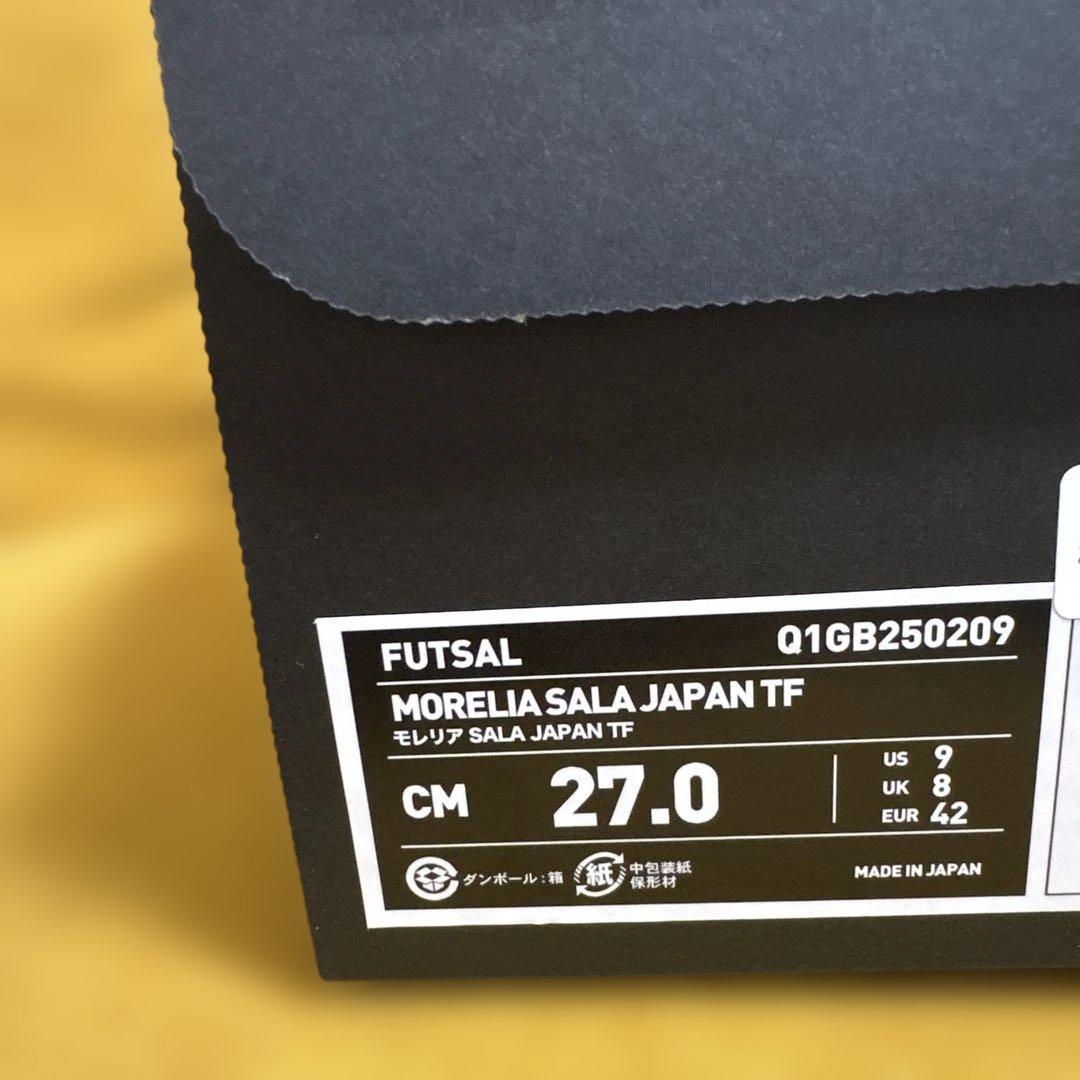 FUTSAL Q1GB250209
MORELIA SALA JAPAN TF
モレリア SALA JAPAN TF
CM 27.0
US 9
UK 8
EUR 42
ダンボール：箱
紙
中包装紙
保形材
MADE IN JAPAN